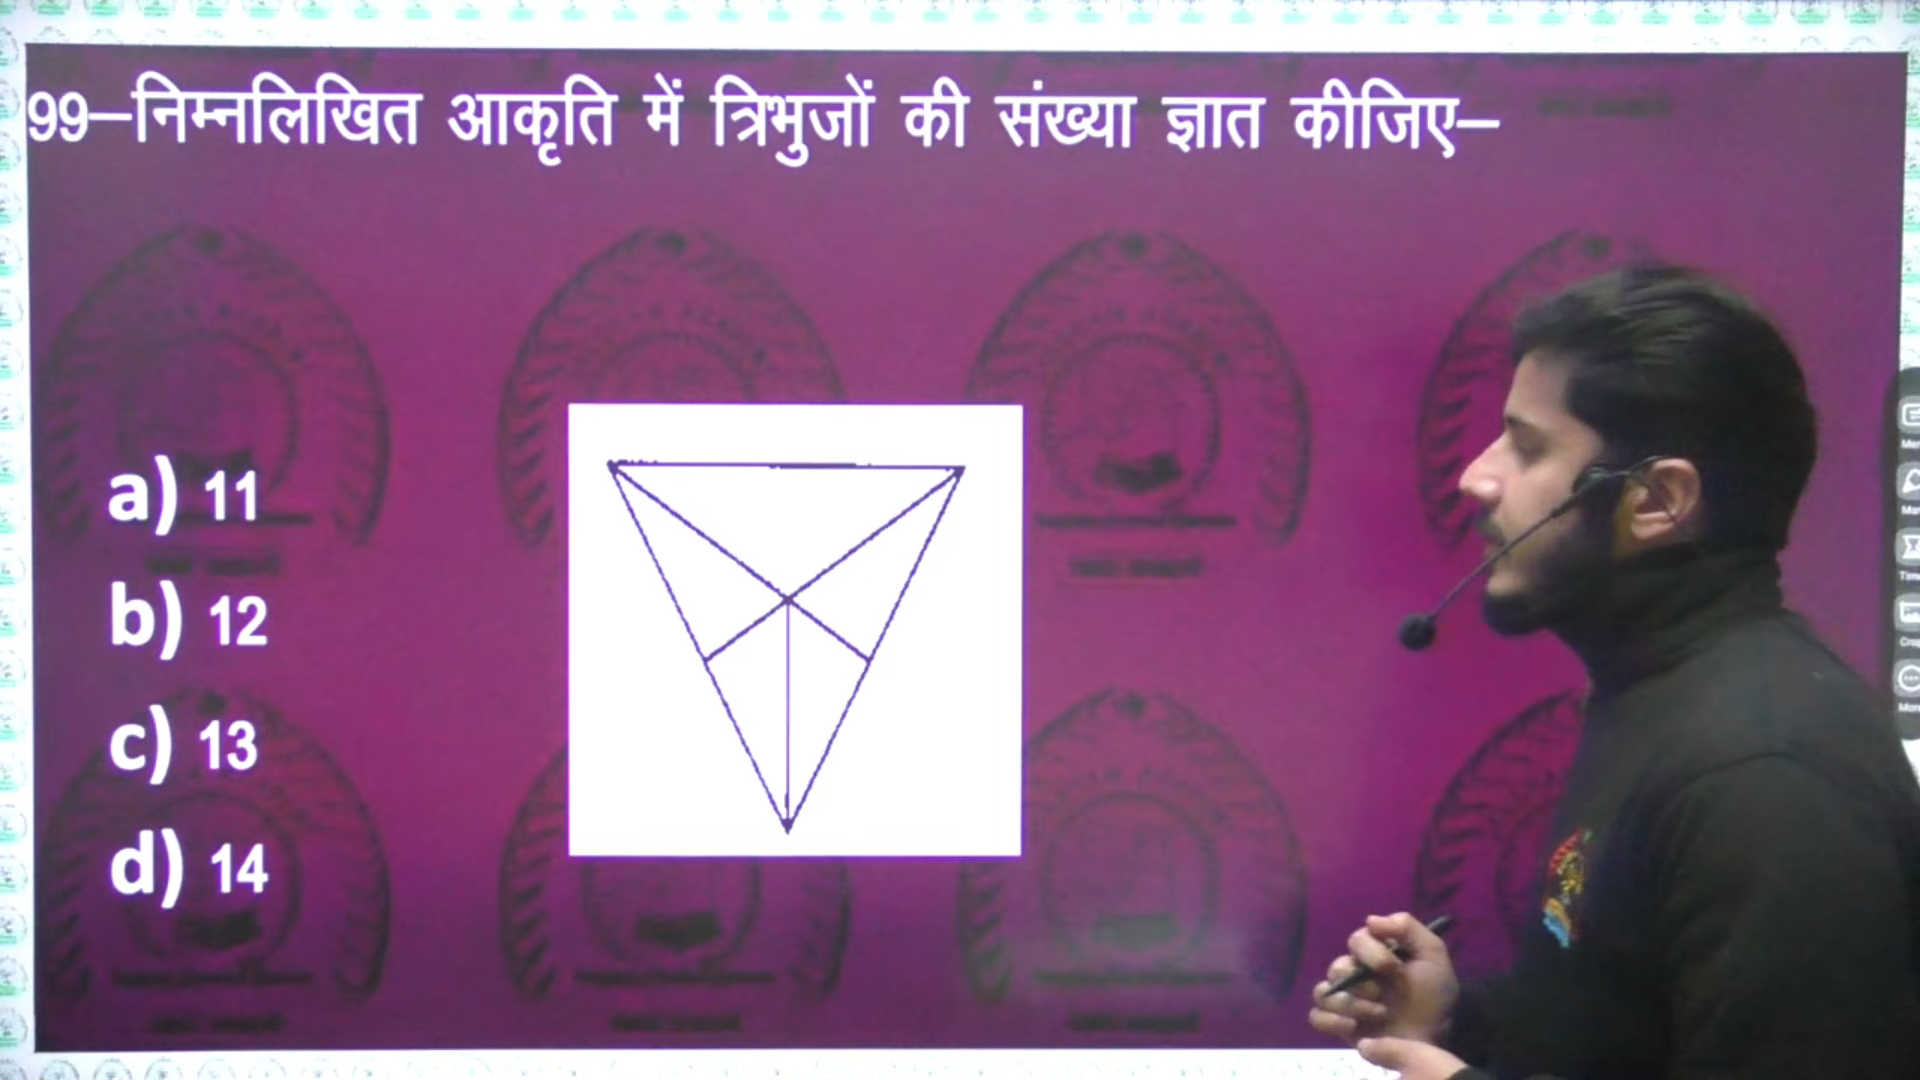 99–निम्नलिखित आकृति में त्रिभुजों की संख्या ज्ञात कीजिए–
a) 11
b) 12
c) 13
d) 14